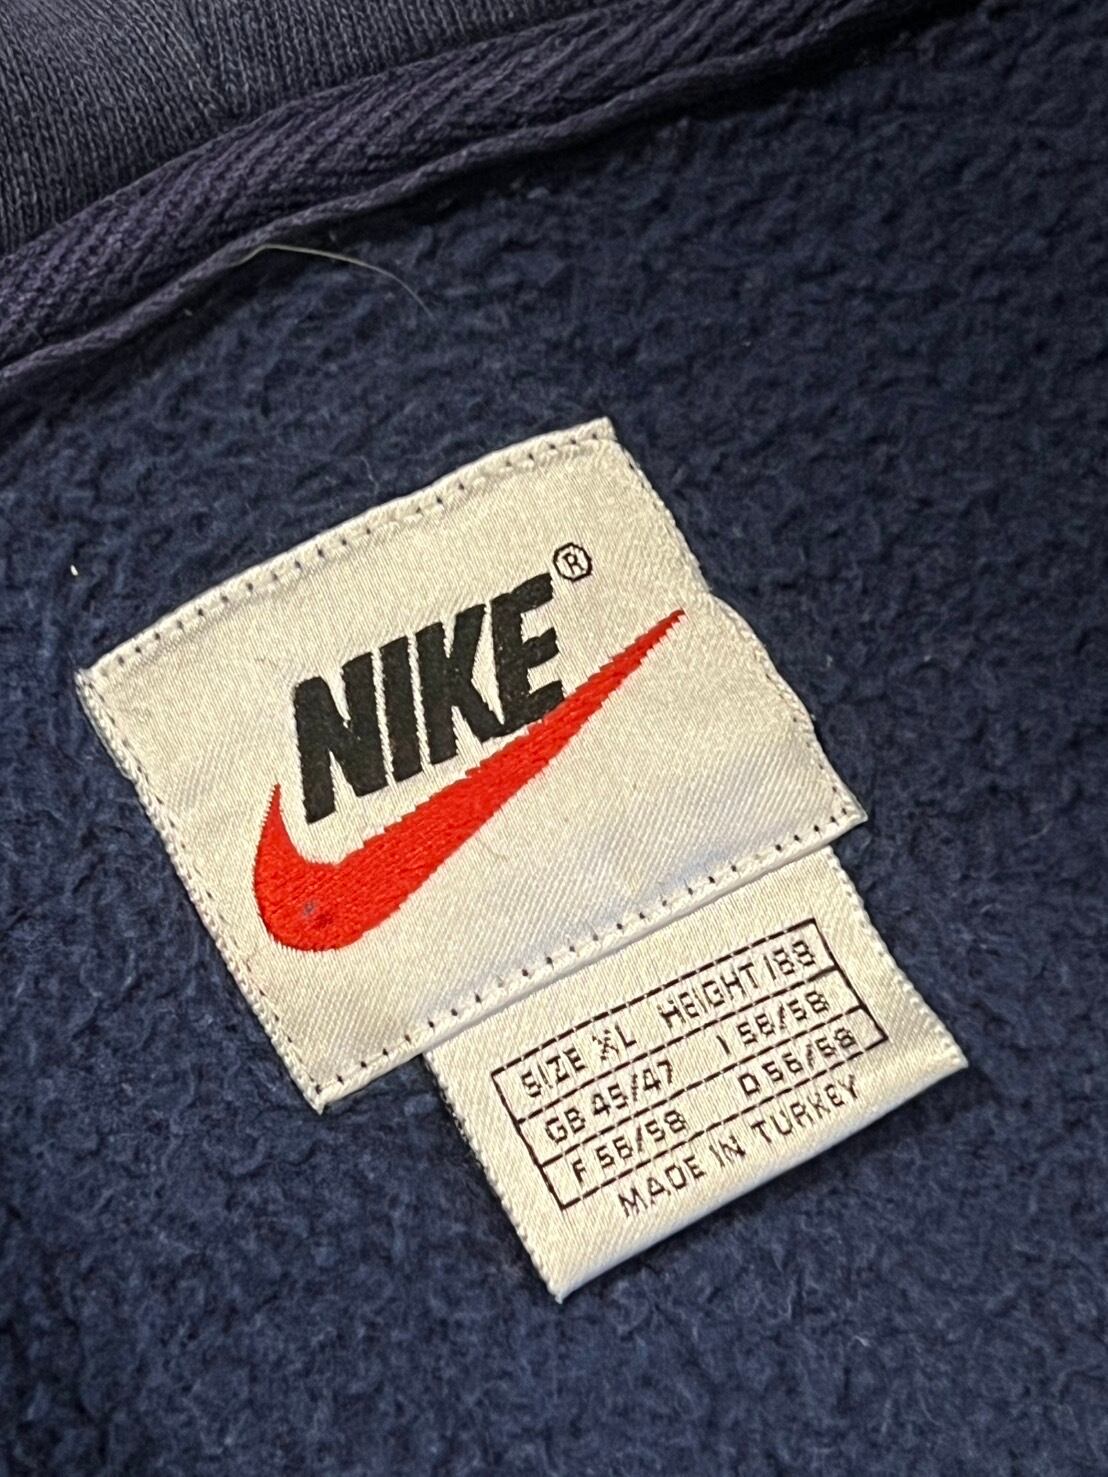 NIKE®
SIZE XL HEIGHT 188
GB 45/47 I 56/58
F 56/58 D 56/58
MADE IN TURKEY